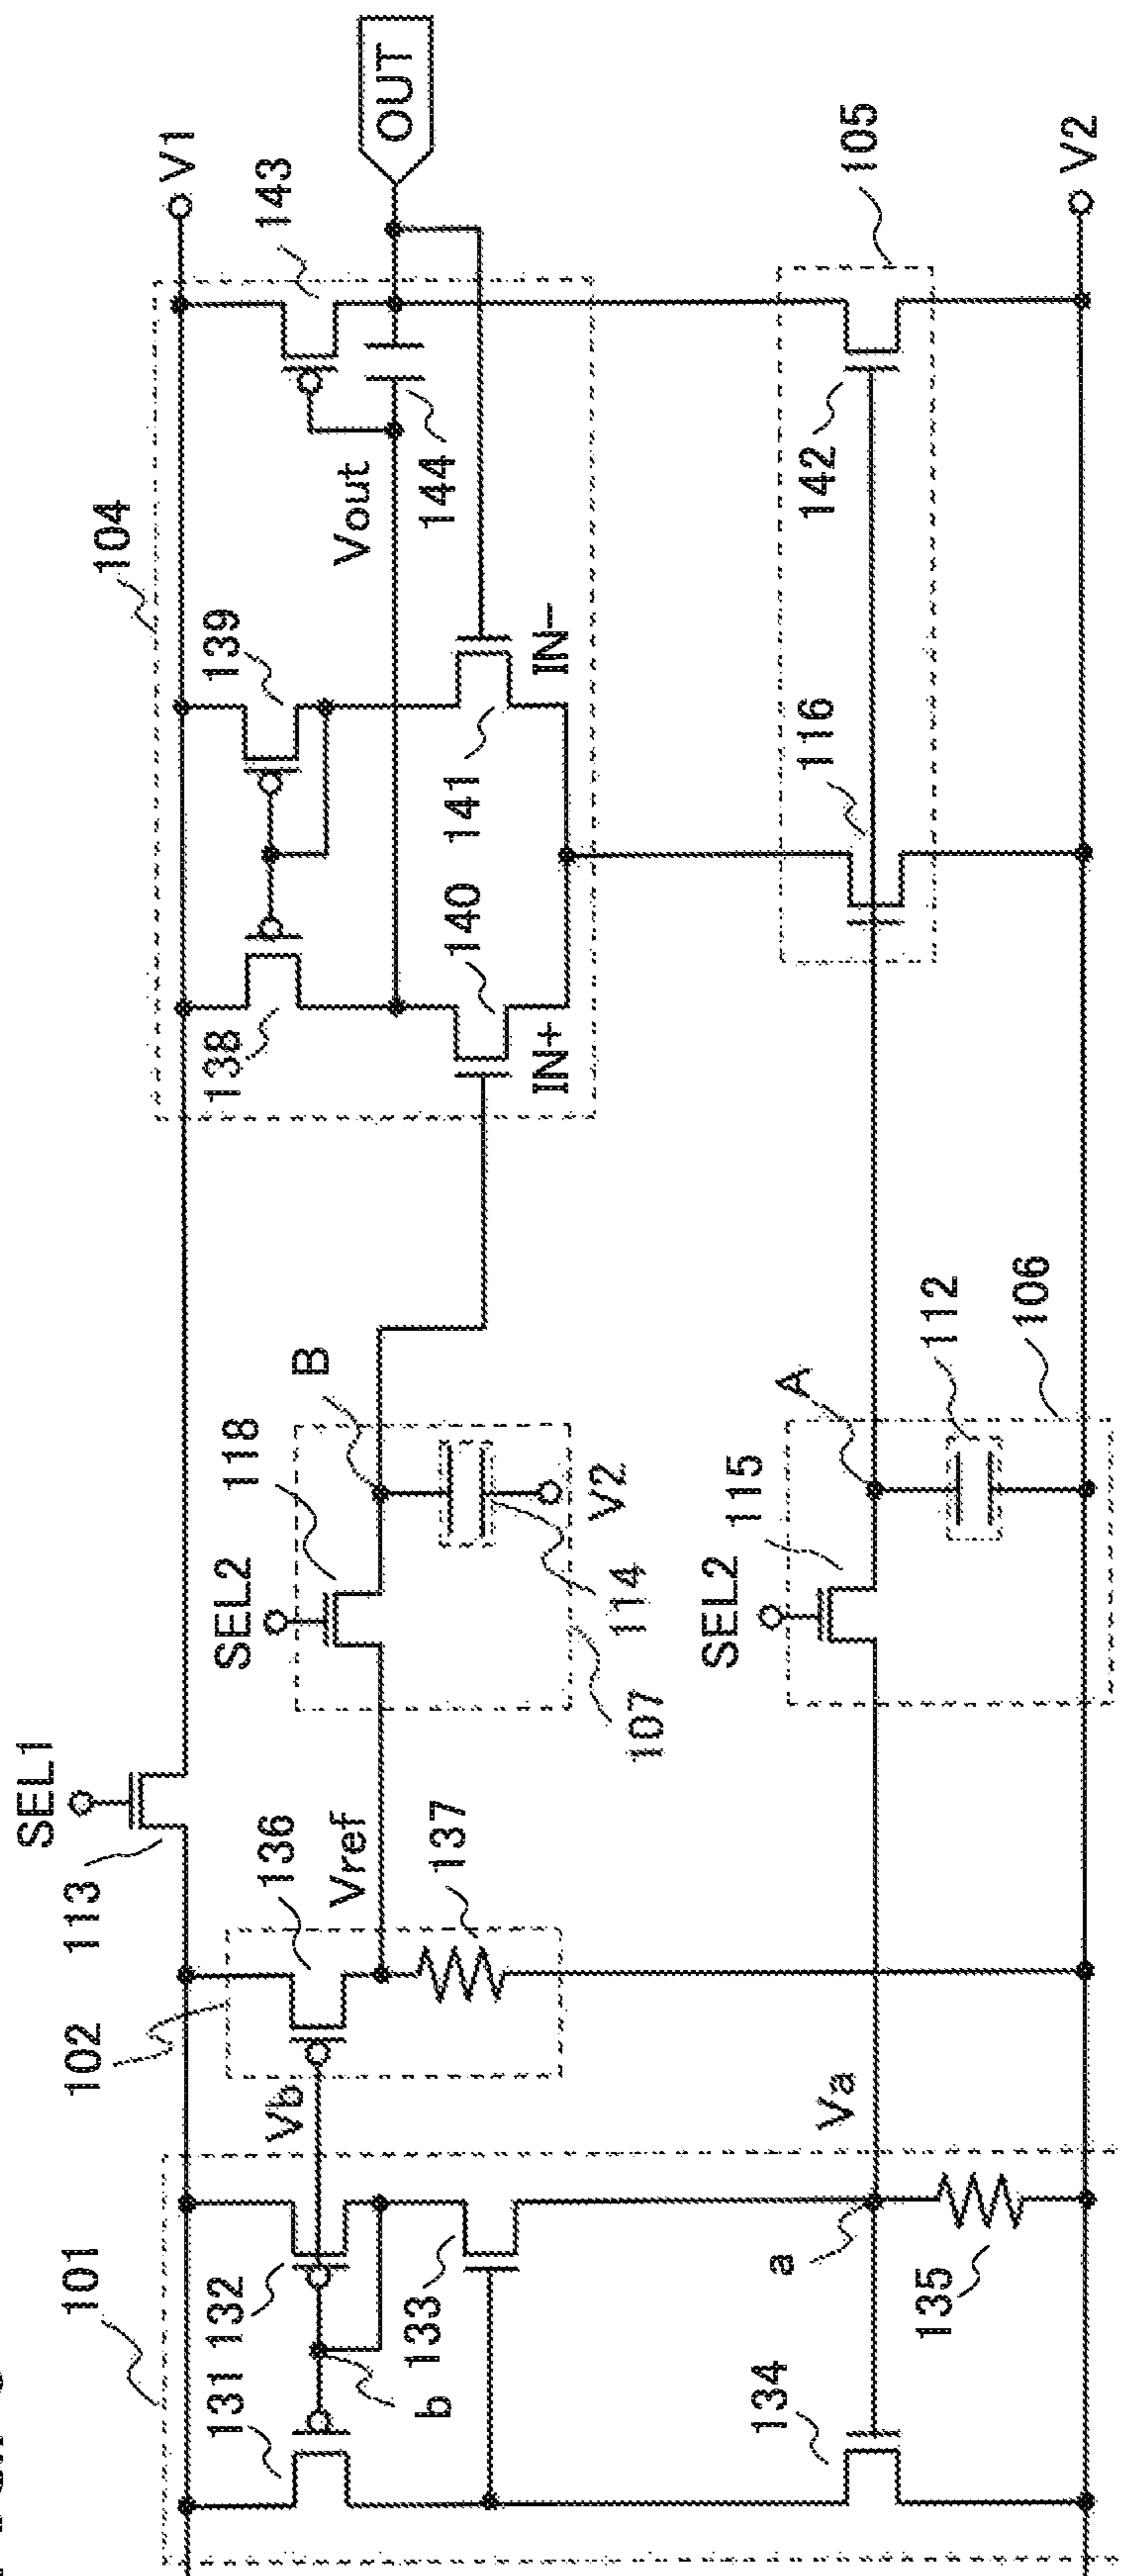 SEL1
113
V1
101
102
104
131
132
Vb
136
Vref
SEL2
118
B
138
139
143
OUT
Vout
144
b
133
137
107
114
V2
IN+
140
141
IN-
134
a
Va
SEL2
115
A
112
106
116
142
105
135
V2